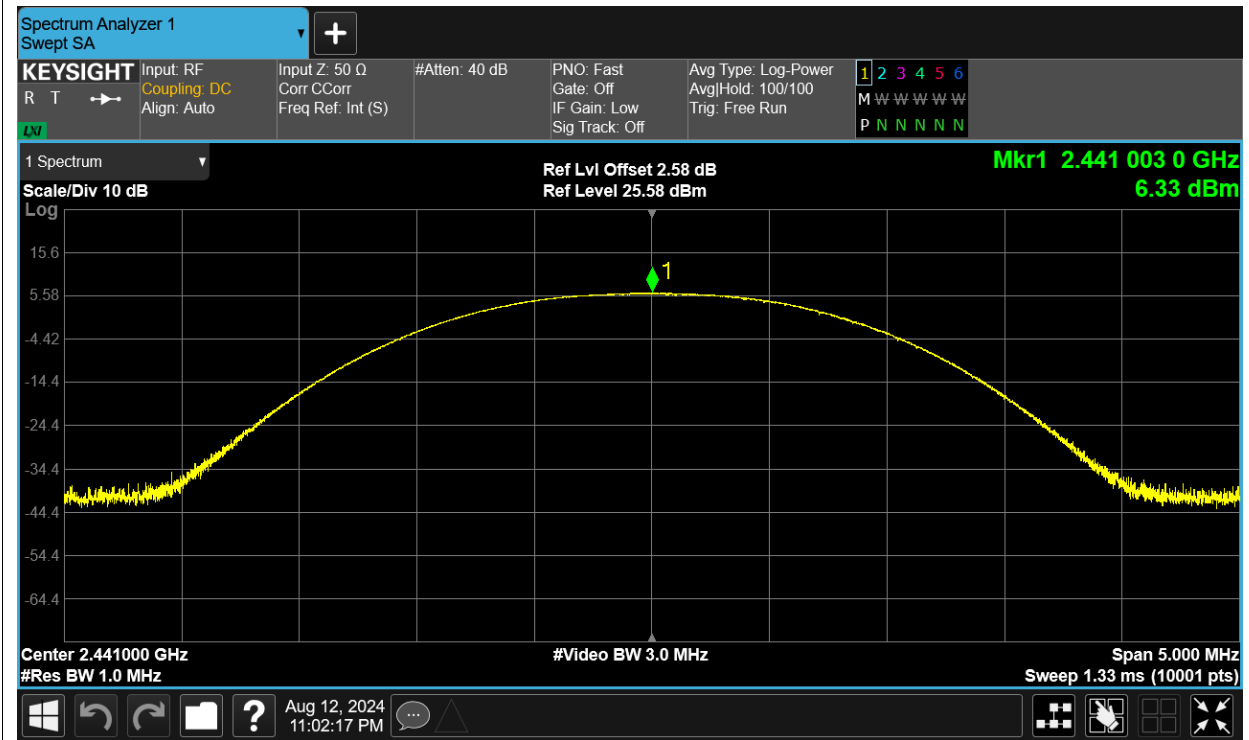 Spectrum Analyzer 1
Swept SA
KEYSIGHT
R T
LXI
Input: RF
Coupling: DC
Align: Auto
Input Z: 50 Ω
Corr CCorr
Freq Ref: Int (S)
#Atten: 40 dB
PNO: Fast
Gate: Off
IF Gain: Low
Sig Track: Off
Avg Type: Log-Power
Avg|Hold: 100/100
Trig: Free Run
1 2 3 4 5 6
M W W W W W
P N N N N N
1 Spectrum
Scale/Div 10 dB
Log
Ref Lvl Offset 2.58 dB
Ref Level 25.58 dBm
Mkr1 2.441 003 0 GHz
6.33 dBm
1
15.6
5.58
-4.42
-14.4
-24.4
-34.4
-44.4
-54.4
-64.4
Center 2.441000 GHz
#Res BW 1.0 MHz
#Video BW 3.0 MHz
Span 5.000 MHz
Sweep 1.33 ms (10001 pts)
?
Aug 12, 2024
11:02:17 PM